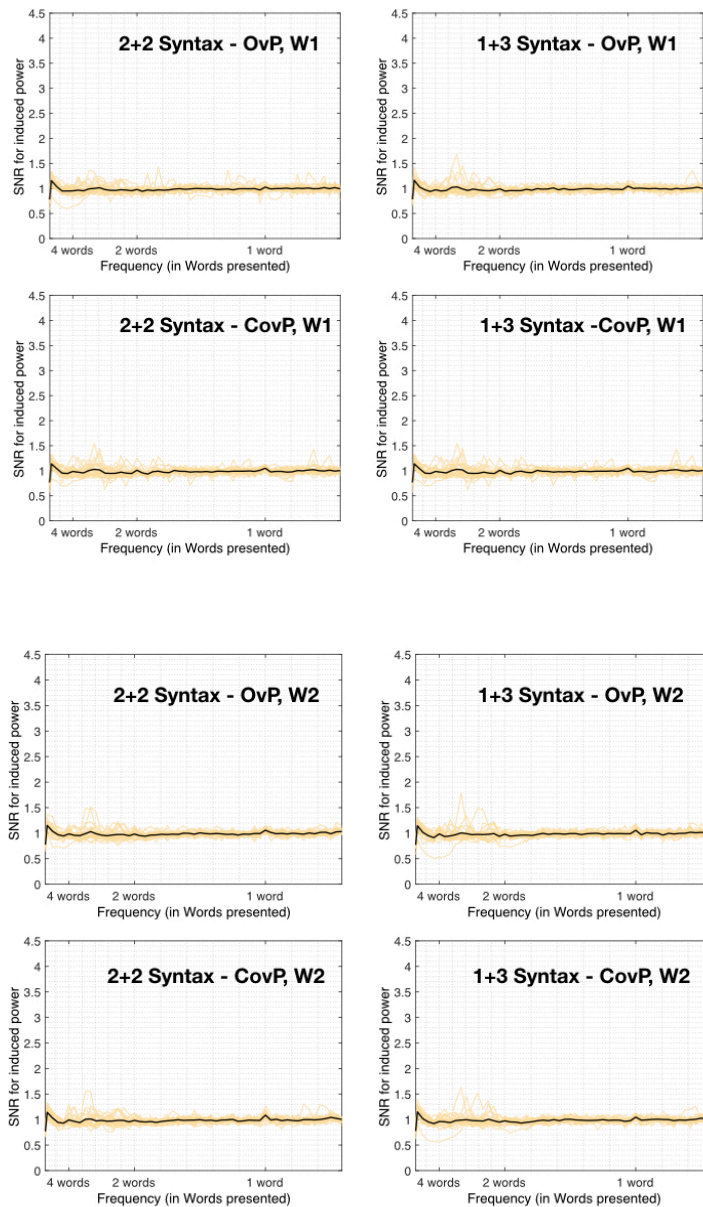 2+2 Syntax - OvP, W1
4.5
4
3.5
3
2.5
2
1.5
1
0.5
0
SNR for induced power
4 words 2 words 1 word
Frequency (in Words presented)
1+3 Syntax - OvP, W1
4.5
4
3.5
3
2.5
2
1.5
1
0.5
0
SNR for induced power
4 words 2 words 1 word
Frequency (in Words presented)
2+2 Syntax - CovP, W1
4.5
4
3.5
3
2.5
2
1.5
1
0.5
0
SNR for induced power
4 words 2 words 1 word
Frequency (in Words presented)
1+3 Syntax -CovP, W1
4.5
4
3.5
3
2.5
2
1.5
1
0.5
0
SNR for induced power
4 words 2 words 1 word
Frequency (in Words presented)
2+2 Syntax - OvP, W2
4.5
4
3.5
3
2.5
2
1.5
1
0.5
0
SNR for induced power
4 words 2 words 1 word
Frequency (in Words presented)
1+3 Syntax - OvP, W2
4.5
4
3.5
3
2.5
2
1.5
1
0.5
0
SNR for induced power
4 words 2 words 1 word
Frequency (in Words presented)
2+2 Syntax - CovP, W2
4.5
4
3.5
3
2.5
2
1.5
1
0.5
0
SNR for induced power
4 words 2 words 1 word
Frequency (in Words presented)
1+3 Syntax - CovP, W2
4.5
4
3.5
3
2.5
2
1.5
1
0.5
0
SNR for induced power
4 words 2 words 1 word
Frequency (in Words presented)